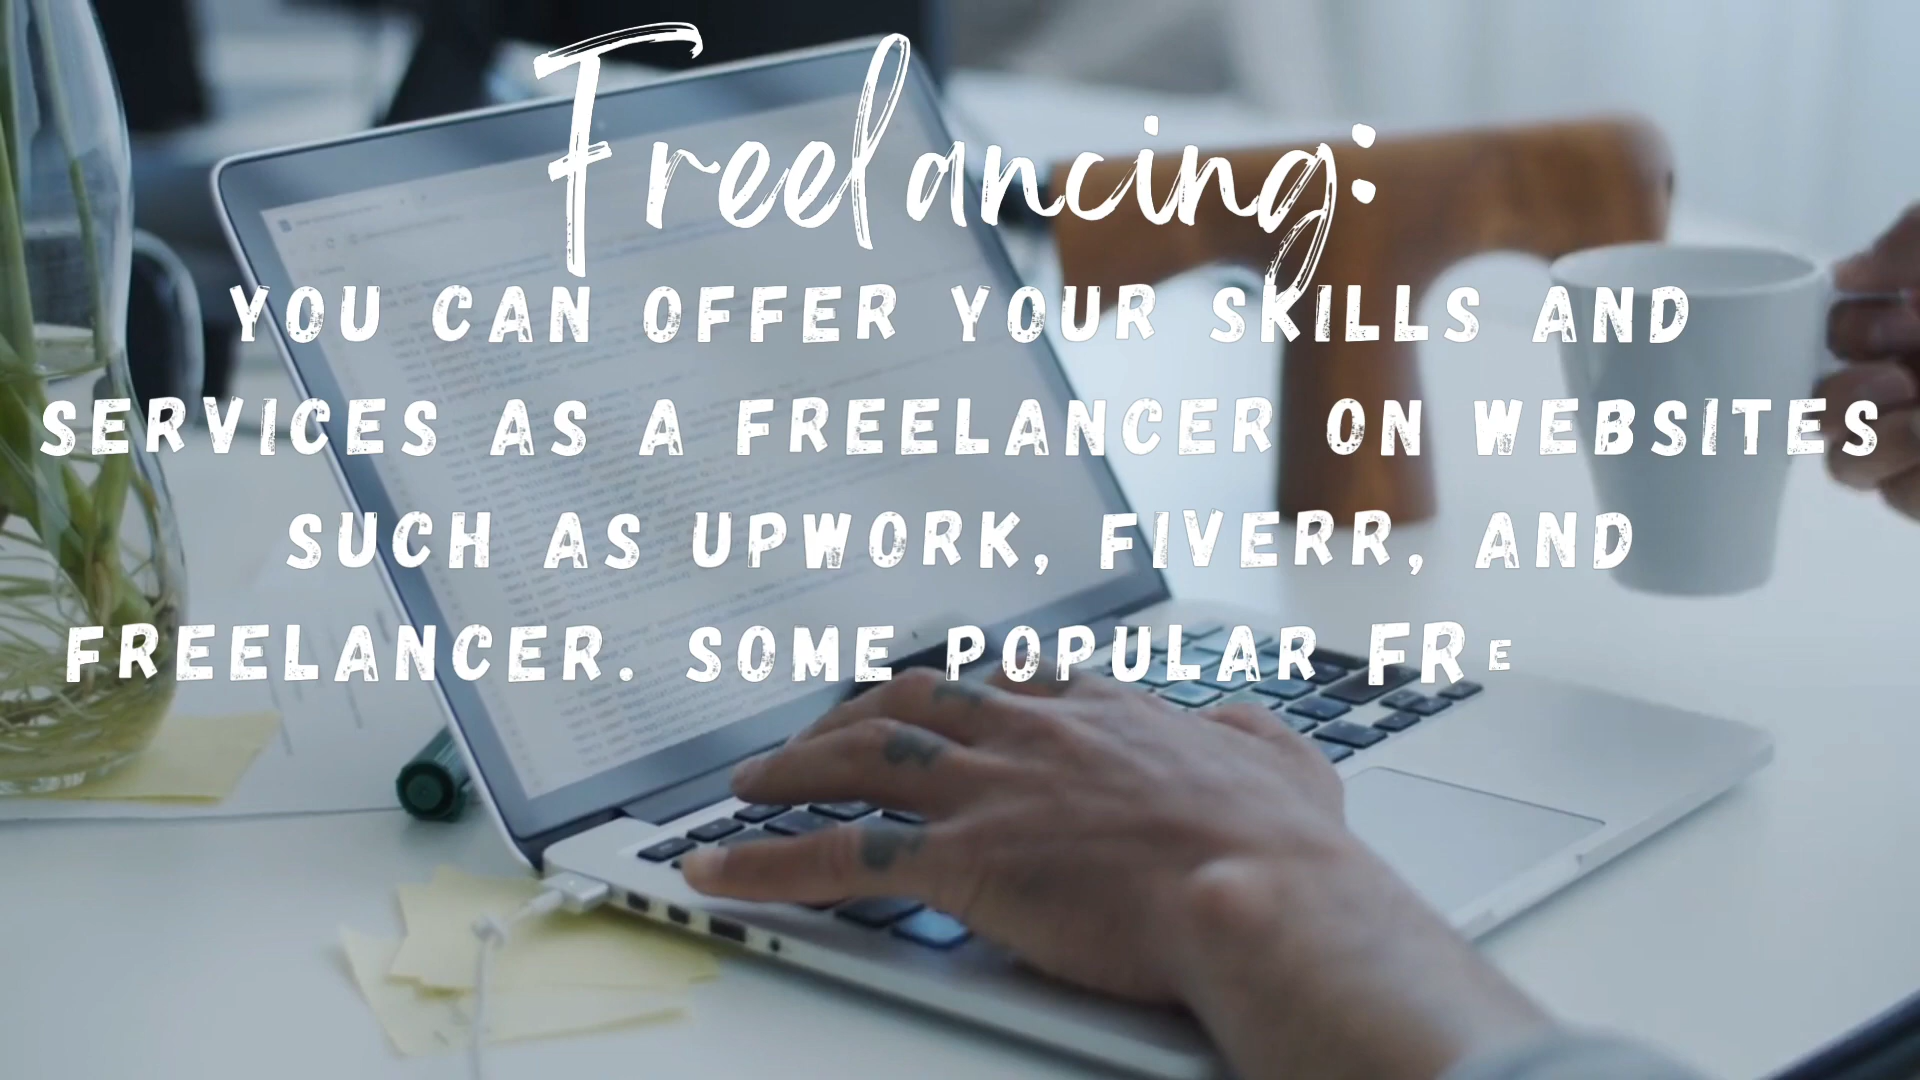 Freelancing:
YOU CAN OFFER YOUR SKILLS AND
SERVICES AS A FREELANCER ON WEBSITES
SUCH AS UPWORK, FIVERR, AND
FREELANCER. SOME POPULAR FRE